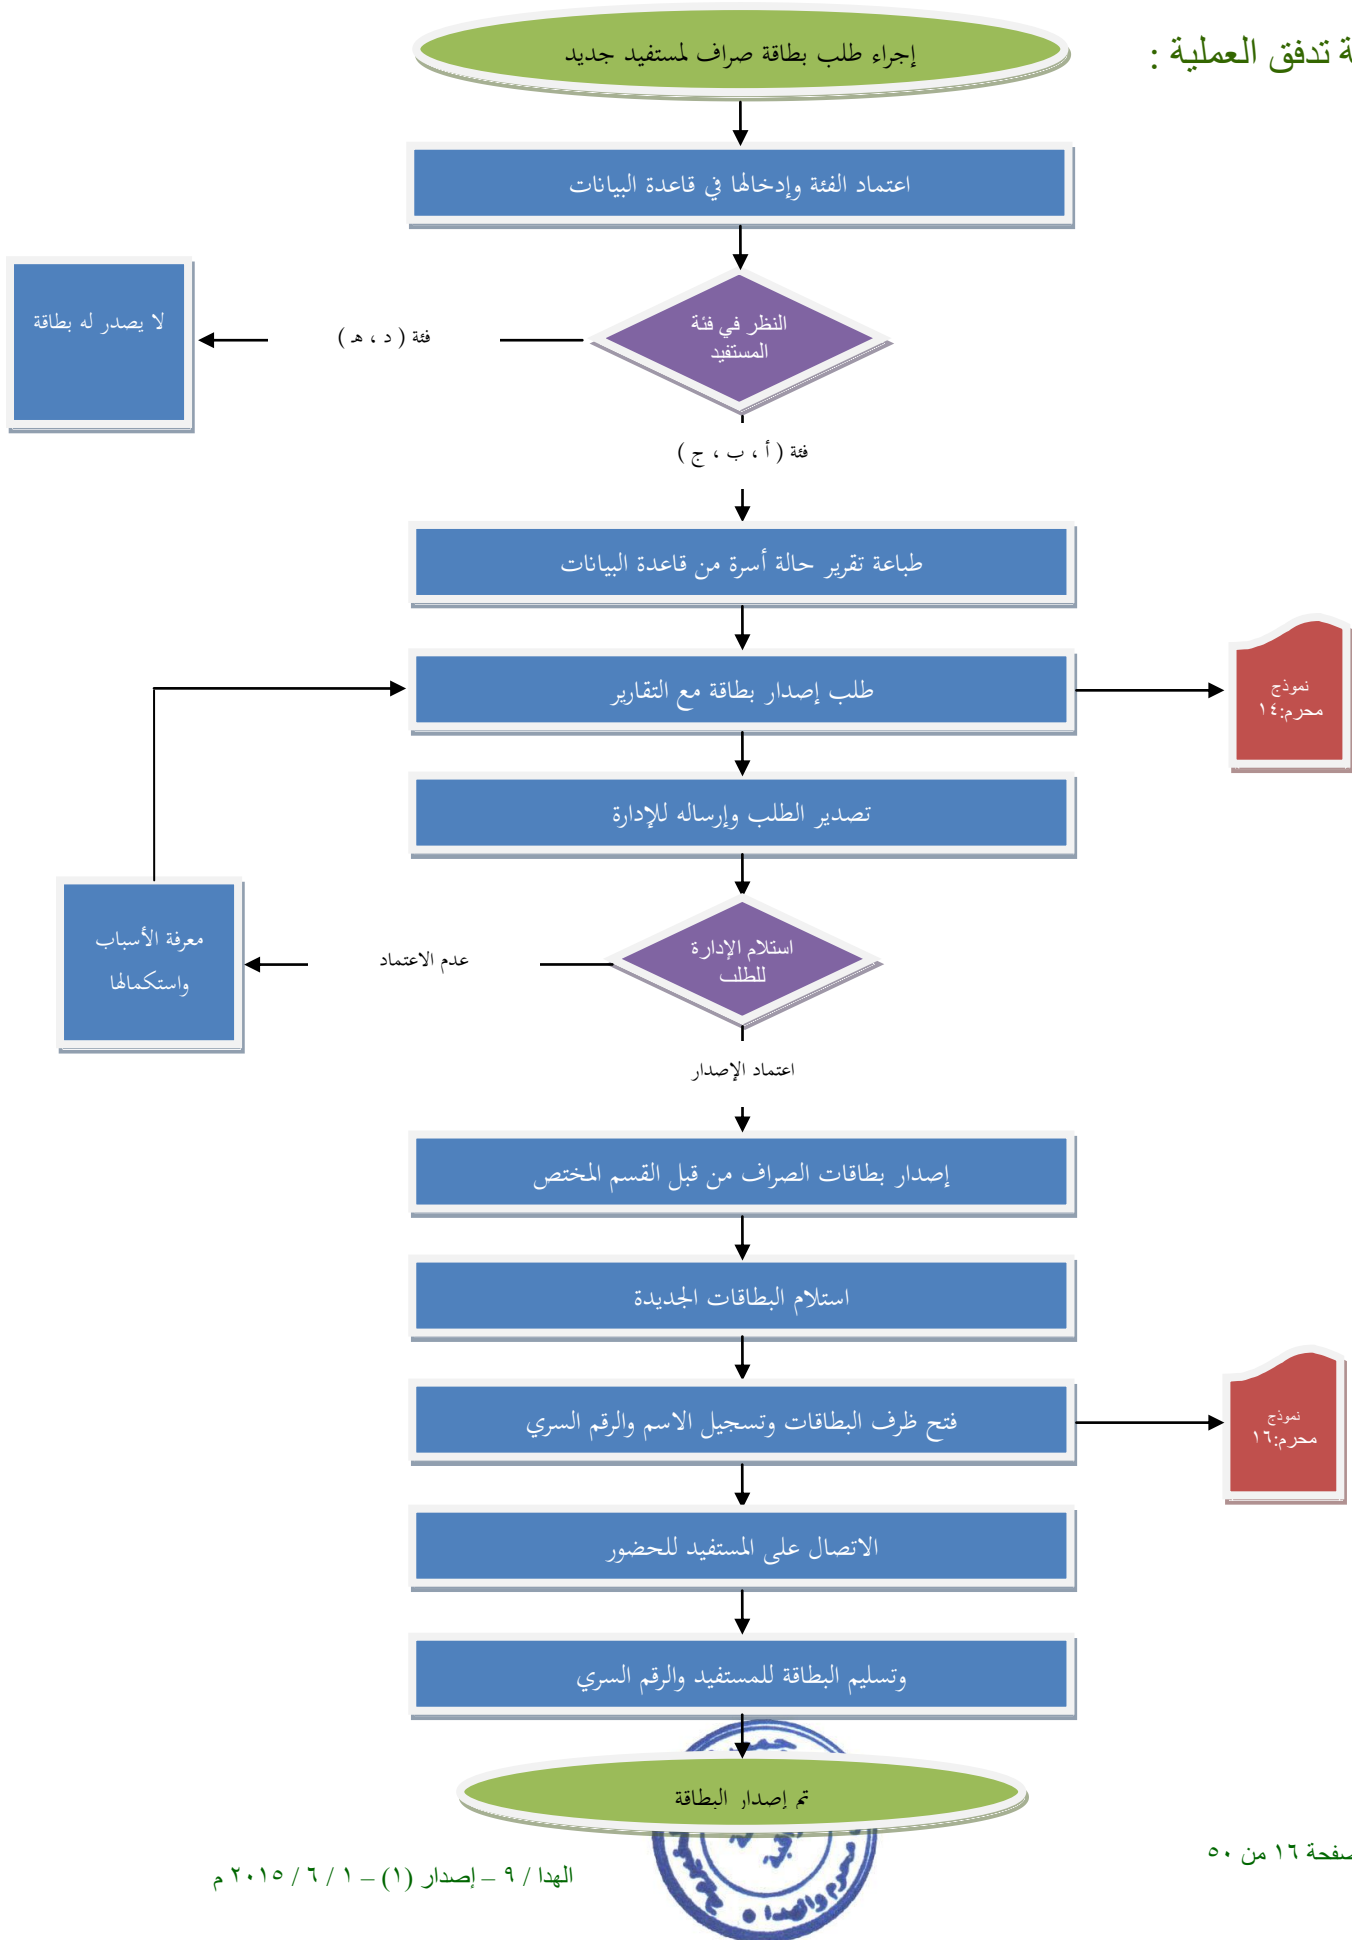 تدفق العملية :
إجراء طلب بطاقة صراف لمستفيد جديد
اعتماد الفئة وإدخالها في قاعدة البيانات
النظر في فئة
المستفيد
فئة ( د ، هـ )
لا يصدر له بطاقة
فئة ( أ ، ب ، ج )
طباعة تقرير حالة أسرة من قاعدة البيانات
طلب إصدار بطاقة مع التقارير
نموذج
محرم:١٤
تصدير الطلب وإرساله للإدارة
استلام الإدارة
للطلب
عدم الاعتماد
معرفة الأسباب
واستكمالها
اعتماد الإصدار
إصدار بطاقات الصراف من قبل القسم المختص
استلام البطاقات الجديدة
فتح ظرف البطاقات وتسجيل الاسم والرقم السري
نموذج
محرم:١٦
الاتصال على المستفيد للحضور
وتسليم البطاقة للمستفيد والرقم السري
تم إصدار البطاقة
صفحة ١٦ من ٥٠
الهدا / ٩ – إصدار (١) – ١ / ٦ / ٢٠١٥ م